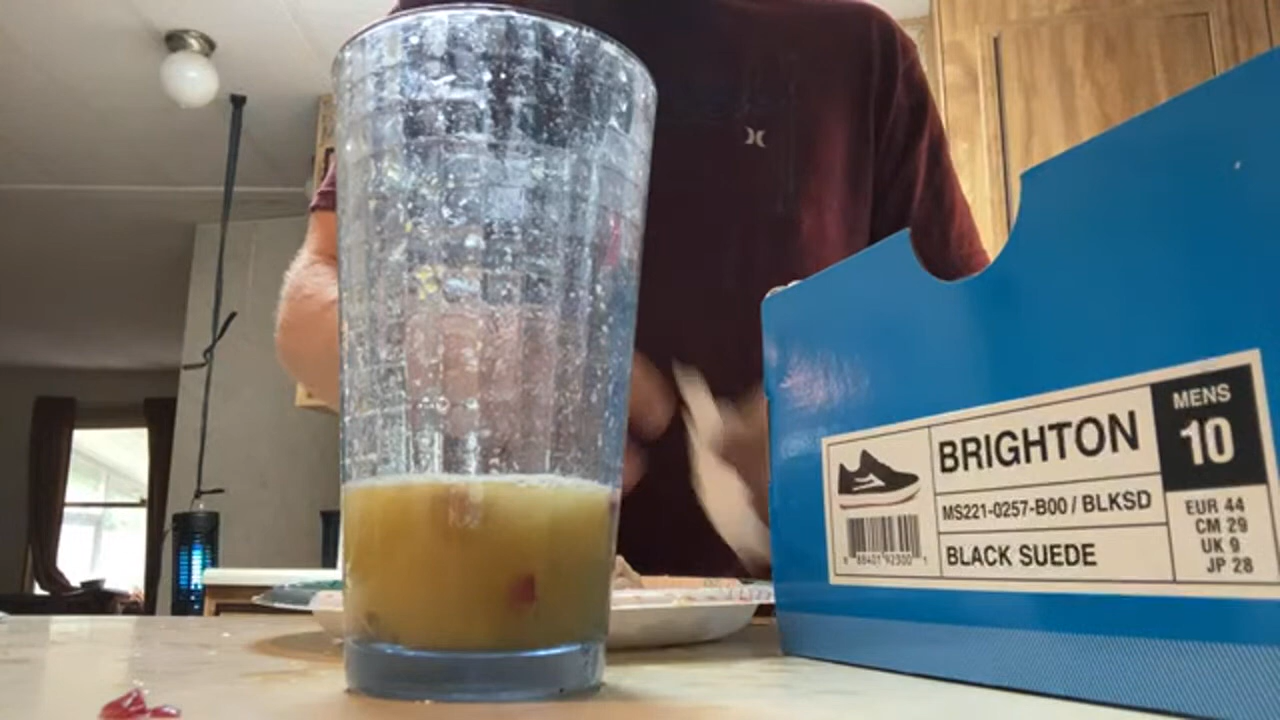 BRIGHTON
MS221-0257-B00 / BLKSD
BLACK SUEDE
MENS
10
EUR 44
CM 29
UK 9
JP 28